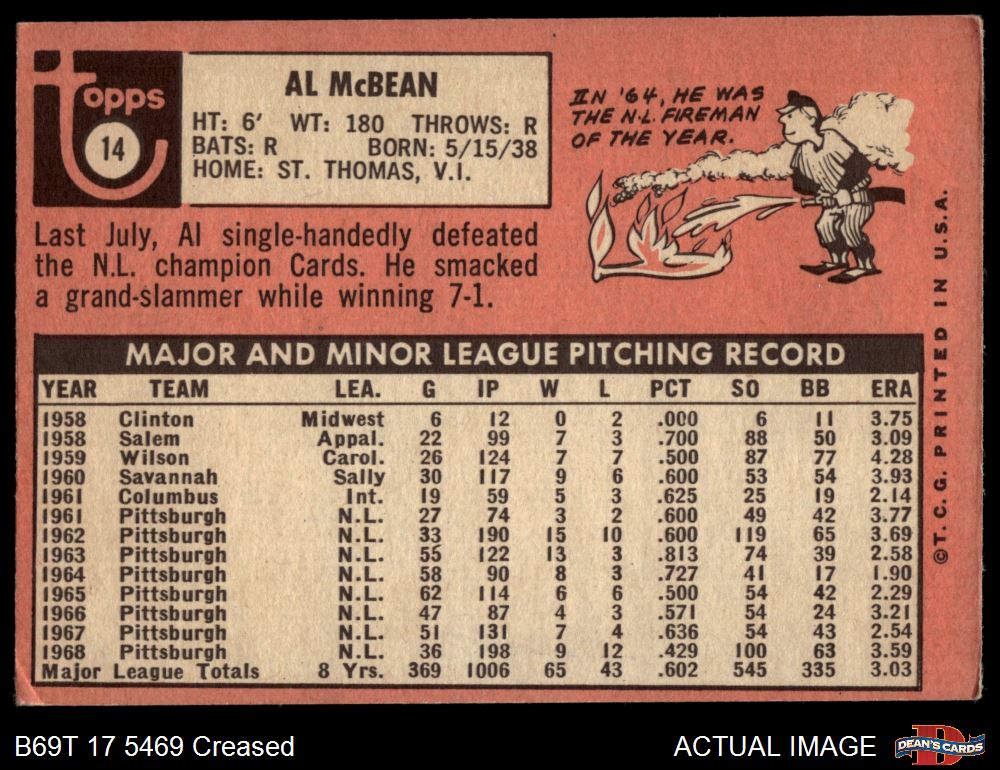 topps
14
AL McBEAN
HT: 6' WT: 180 THROWS: R
BATS: R BORN: 5/15/38
HOME: ST. THOMAS, V.I.
IN '64, HE WAS
THE N.L. FIREMAN
OF THE YEAR.
Last July, Al single-handedly defeated
the N.L. champion Cards. He smacked
a grand-slammer while winning 7-1.
MAJOR AND MINOR LEAGUE PITCHING RECORD
YEAR TEAM LEA. G IP W L PCT SO BB ERA
1958 Clinton Midwest 6 12 0 2 .000 6 11 3.75
1958 Salem Appal. 22 99 7 3 .700 88 50 3.09
1959 Wilson Carol. 26 124 7 7 .500 87 77 4.28
1960 Savannah Sally 30 117 9 6 .600 53 54 3.93
1961 Columbus Int. 19 59 5 3 .625 25 19 2.14
1961 Pittsburgh N.L. 27 74 3 2 .600 49 42 3.77
1962 Pittsburgh N.L. 33 190 15 10 .600 119 65 3.69
1963 Pittsburgh N.L. 55 122 13 3 .813 74 39 2.58
1964 Pittsburgh N.L. 58 90 8 3 .727 41 17 1.90
1965 Pittsburgh N.L. 62 114 6 6 .500 54 42 2.29
1966 Pittsburgh N.L. 47 87 4 3 .571 54 24 3.21
1967 Pittsburgh N.L. 51 131 7 4 .636 54 43 2.54
1968 Pittsburgh N.L. 36 198 9 12 .429 100 63 3.59
Major League Totals 8 Yrs. 369 1006 65 43 .602 545 335 3.03
©T. C. G. PRINTED IN U.S.A.
B69T 17 5469 Creased
ACTUAL IMAGE
D
DEAN'S CARDS